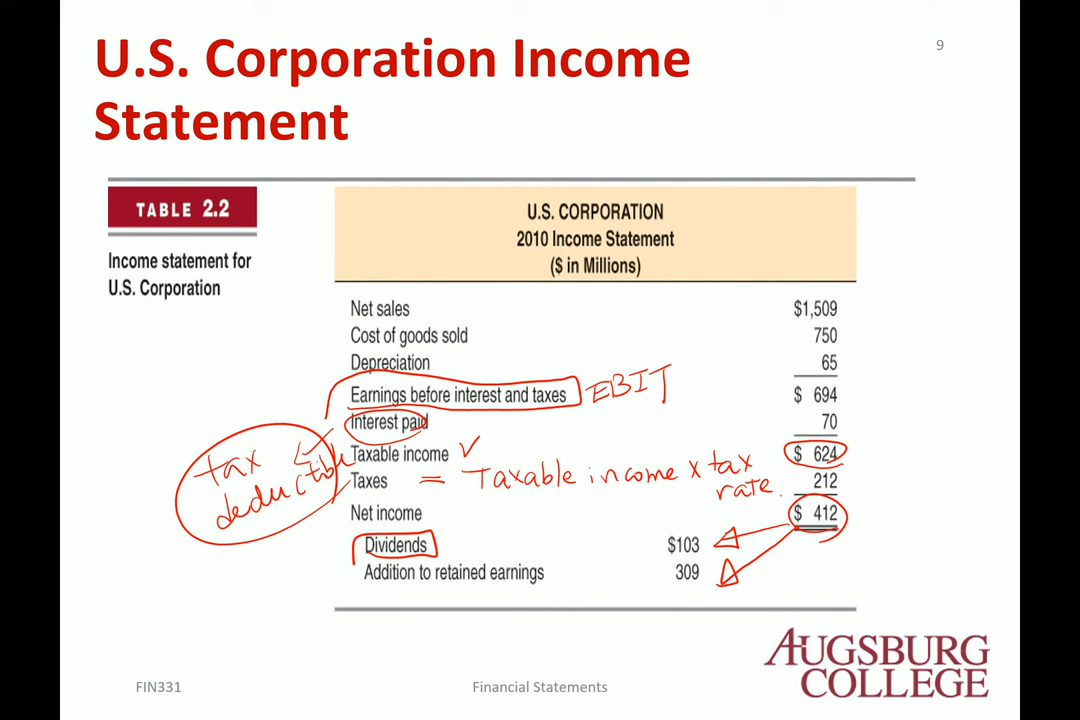 9
U.S. Corporation Income
Statement
TABLE 2.2
Income statement for
U.S. Corporation
U.S. CORPORATION
2010 Income Statement
($ in Millions)
Net sales $1,509
Cost of goods sold 750
Depreciation 65
Earnings before interest and taxes EBIT $ 694
Interest paid 70
Taxable income $ 624
Taxes = Taxable income x tax rate. 212
tax
deductible
Net income $ 412
Dividends $103
Addition to retained earnings 309
AUGSBURG
COLLEGE
FIN331
Financial Statements